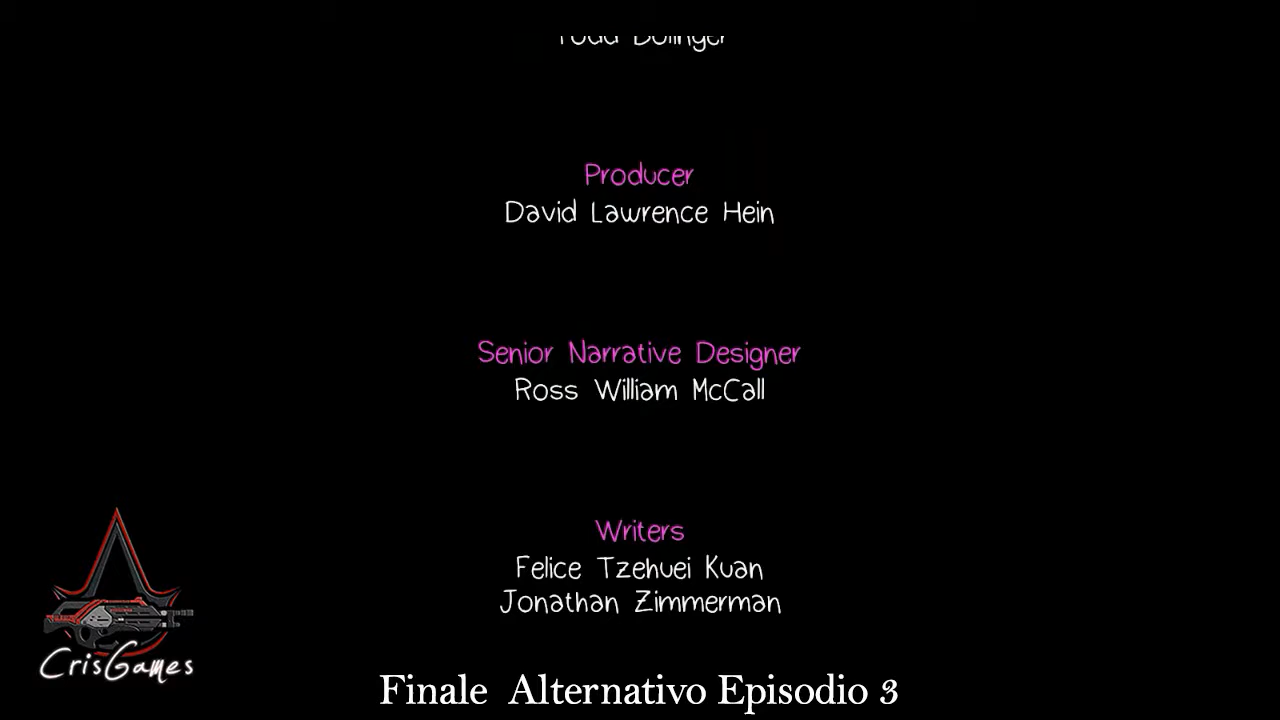 Producer
David Lawrence Hein
Senior Narrative Designer
Ross William McCall
Writers
Felice Tzehuei Kuan
Jonathan Zimmerman
CrisGames
Finale Alternativo Episodio 3